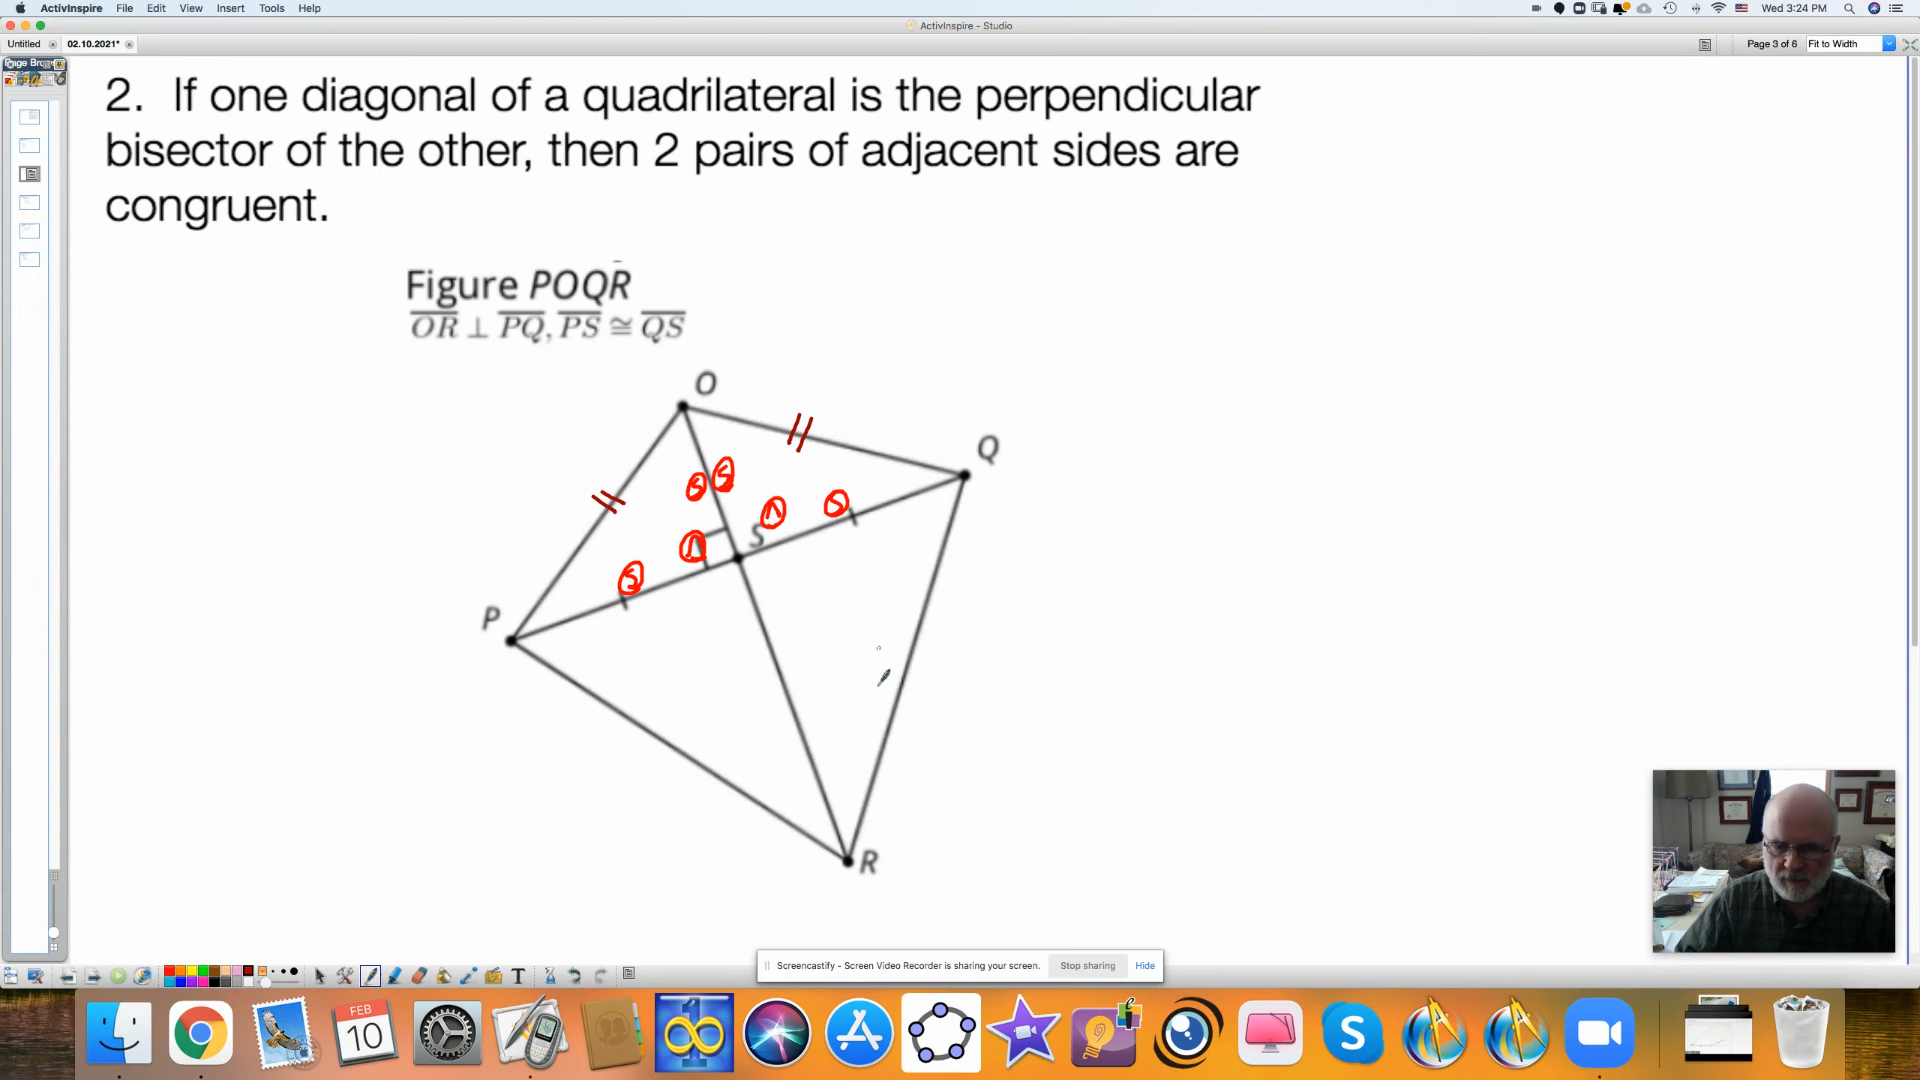 ActivInspire File Edit View Insert Tools Help Wed 3:24 PM
ActivInspire - Studio
Untitled 02.10.2021* Page 3 of 6 Fit to Width
2. If one diagonal of a quadrilateral is the perpendicular
bisector of the other, then 2 pairs of adjacent sides are
congruent.
Figure POQR
OR ⊥ PQ, PS ≅ QS
O
Q
S S
A S
S
A
S
P
R
Screencastify - Screen Video Recorder is sharing your screen. Stop sharing Hide
T
FEB
10
1
S